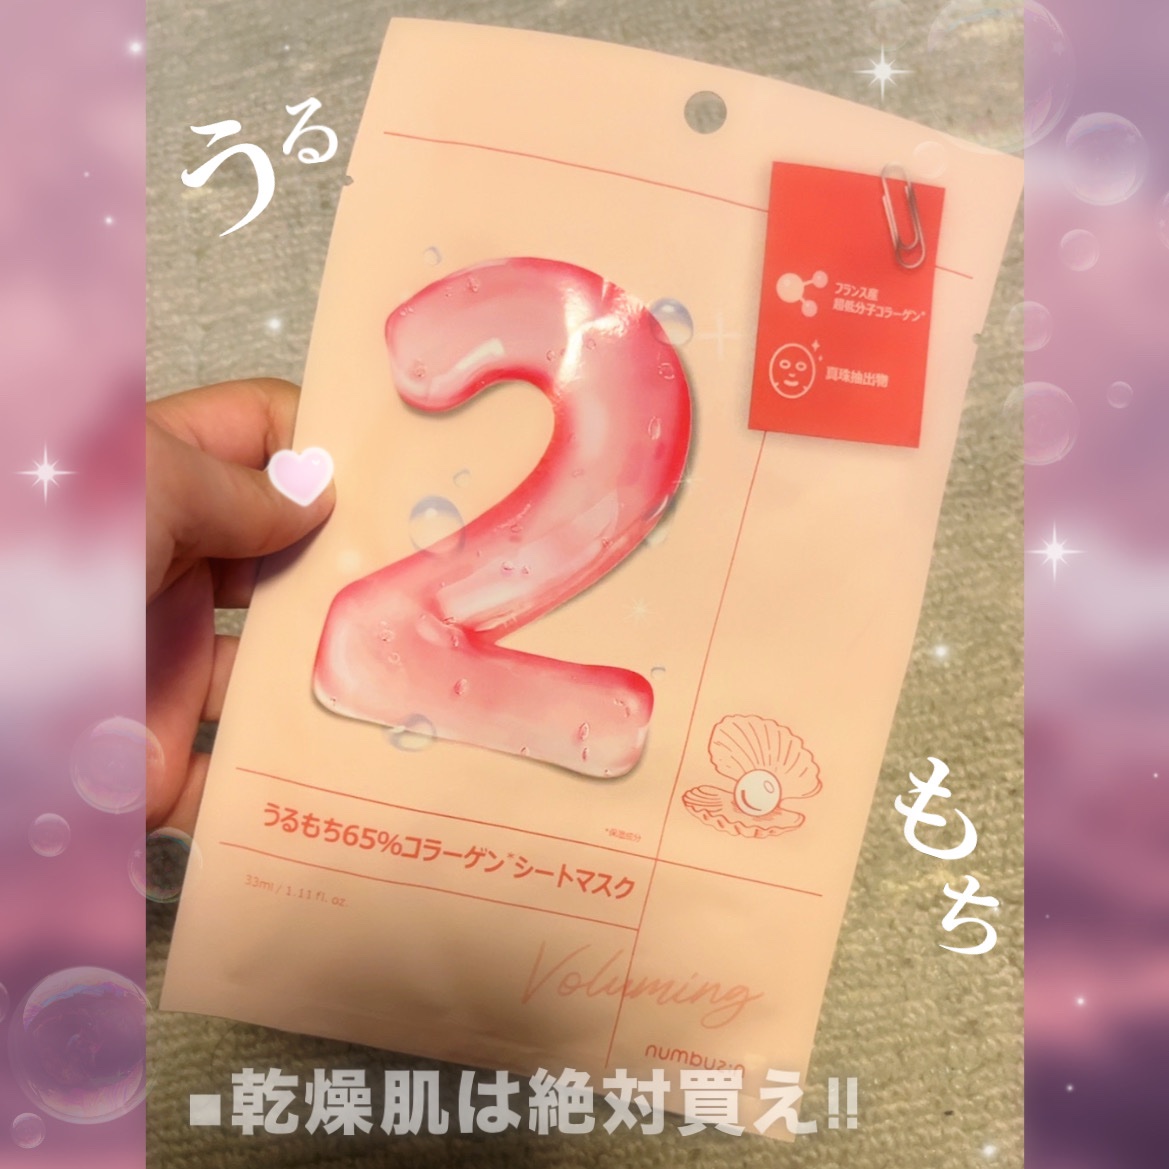 うる
フランス産
超低分子コラーゲン*
真珠抽出物
2
*保湿成分
うるもち65%コラーゲン*シートマスク
33ml / 1.11 fl. oz.
もち
Voluming
numbuzin
■乾燥肌は絶対買え!!